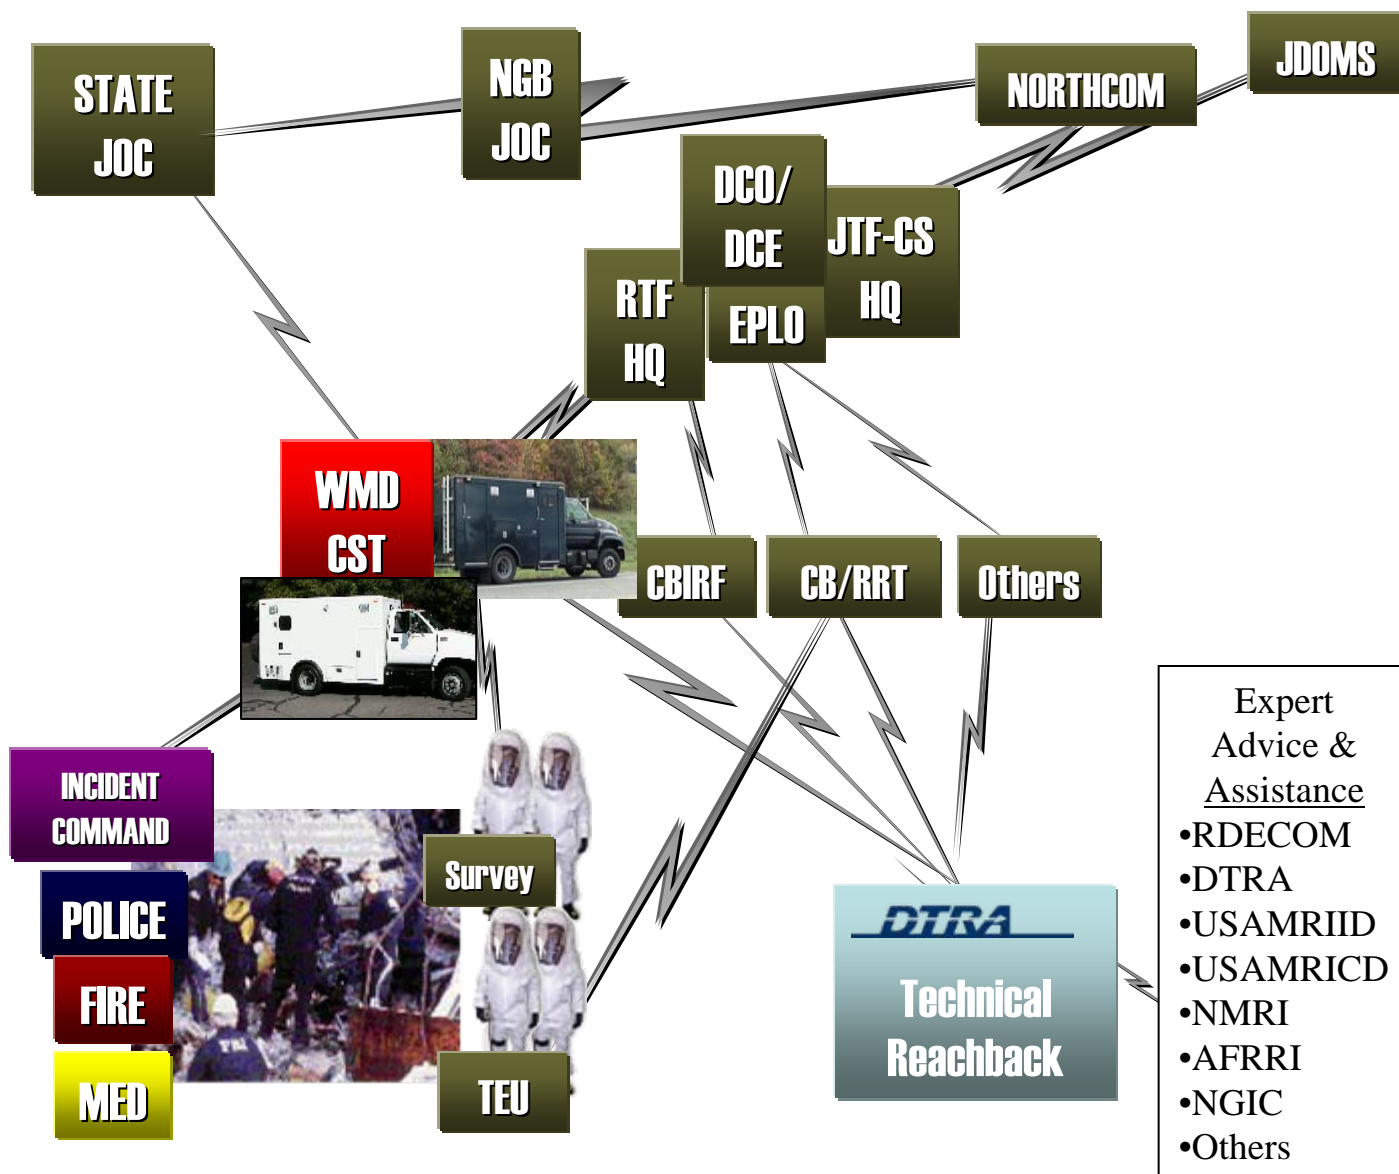 STATE
JOC
NGB
JOC
NORTHCOM
JDOMS
DCO/
DCE
JTF-CS
HQ
RTF
HQ
EPLO
WMD
CST
CBIRF
CB/RRT
Others
INCIDENT
COMMAND
POLICE
FIRE
MED
Survey
TEU
DTRA
Technical
Reachback
Expert
Advice &
Assistance
•RDECOM
•DTRA
•USAMRIID
•USAMRICD
•NMRI
•AFRRI
•NGIC
•Others